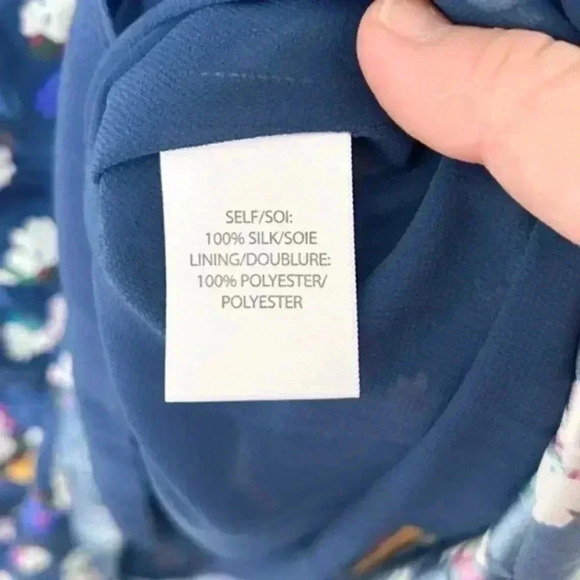 SELF/SOI:
100% SILK/SOIE
LINING/DOUBLURE:
100% POLYESTER/
POLYESTER